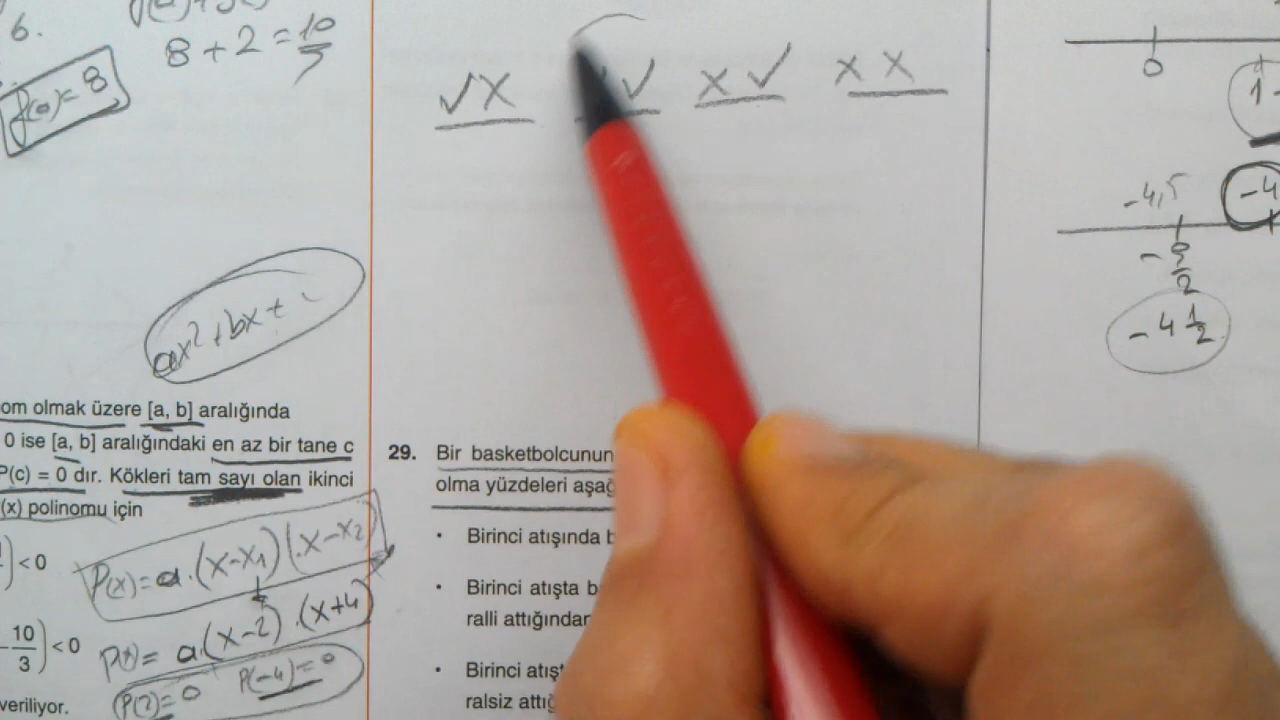 6.
8 + 2 = 10
P(0) = 8
ax² + bx +
om olmak üzere [a, b] aralığında
0 ise [a, b] aralığındaki en az bir tane c
P(c) = 0 dır. Kökleri tam sayı olan ikinci
(x) polinomu için
) < 0
P(x) = a.(x-x₁)(x-x₂)
-10/3) < 0
P(x) = a.(x-2).(x+4)
P(2) = 0 P(-4) = 0
veriliyor.
✓X ✓ X✓ XX
29. Bir basketbolcunun
olma yüzdeleri aşağ
• Birinci atışında b
• Birinci atışta b
ralli attığından
• Birinci atışt
ralsiz attığ
0
1
-4,5 -4
-9/2
-4 1/2